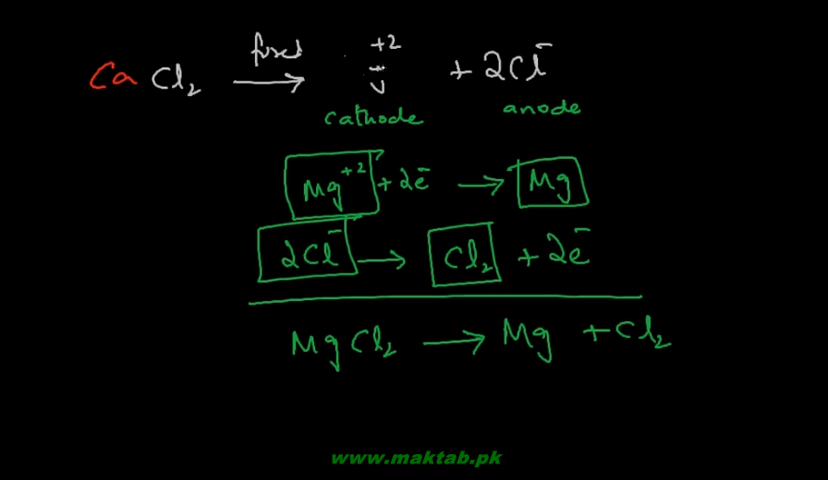 CaCl₂ fused → +2 + 2Cl⁻
cathode anode
Mg⁺² + 2e⁻ → Mg
2Cl⁻ → Cl₂ + 2e⁻
MgCl₂ → Mg + Cl₂
www.maktab.pk